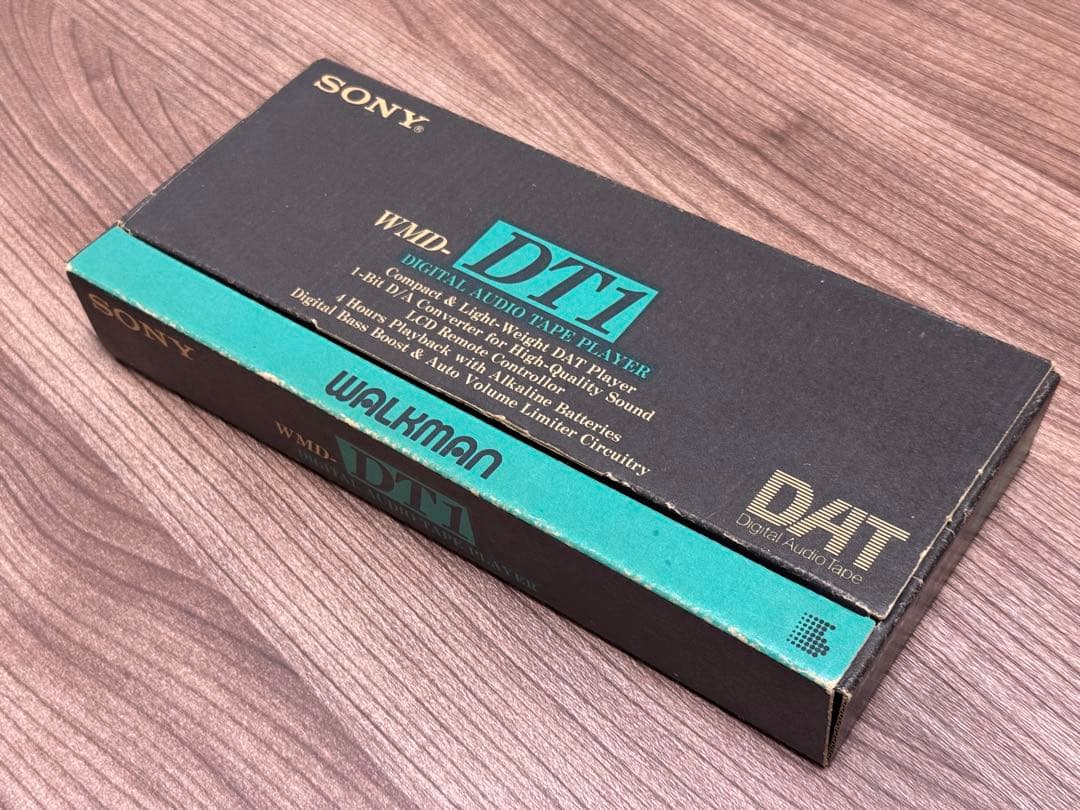 SONY®
WMD-DT1
DIGITAL AUDIO TAPE PLAYER
Compact & Light-Weight DAT Player
1-Bit D/A Converter for High-Quality Sound
LCD Remote Controllor
4 Hours Playback with Alkaline Batteries
Digital Bass Boost & Auto Volume Limiter Circuitry
DAT
Digital Audio Tape
WALKMAN
SONY
WMD-DT1
DIGITAL AUDIO TAPE PLAYER